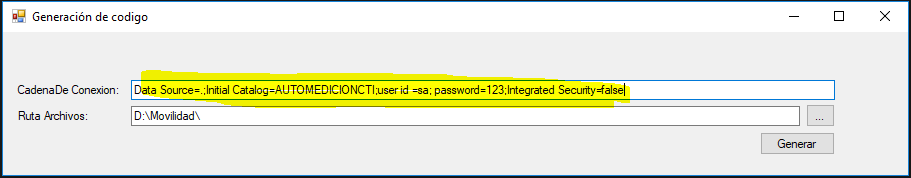 Generación de codigo
CadenaDe Conexion: Data Source=.;Initial Catalog=AUTOMEDICIONCTI;user id =sa; password=123;Integrated Security=false
Ruta Archivos: D:\Movilidad\ ...
Generar